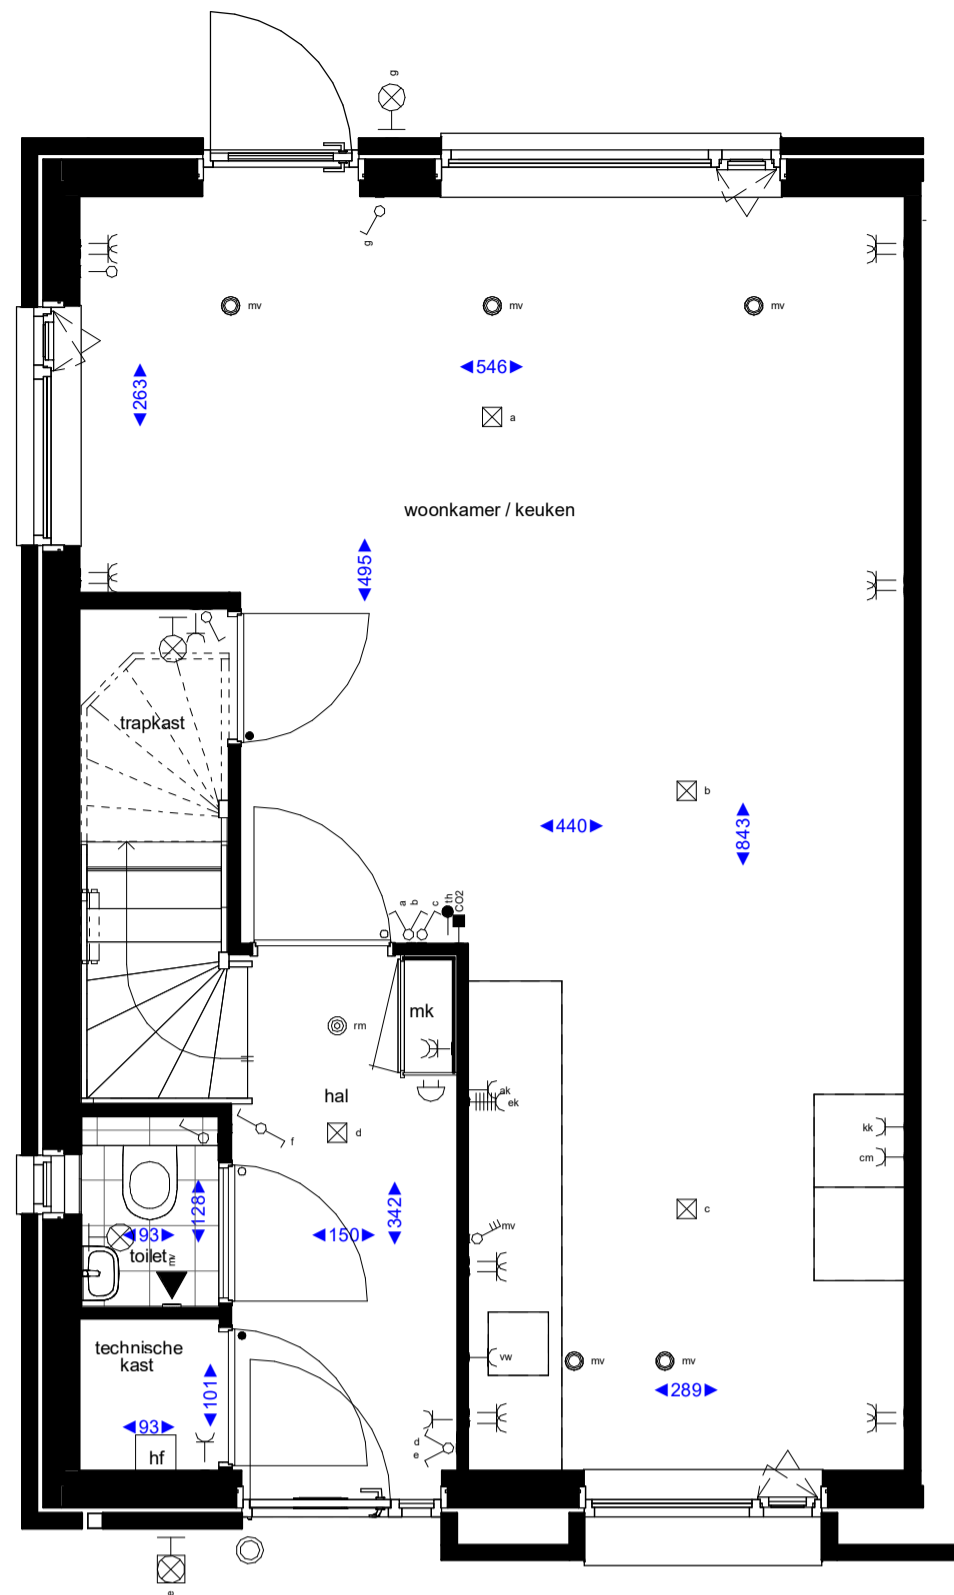 g
g
mv
mv
mv
546
263
a
woonkamer / keuken
495
trapkast
b
440
843
a
b
c
th
CO2
mk
rm
hal
ak
ek
f
d
kk
cm
128
342
c
93
150
mv
toilet
mv
technische
kast
vw
mv
mv
101
289
93
d
e
hf
e